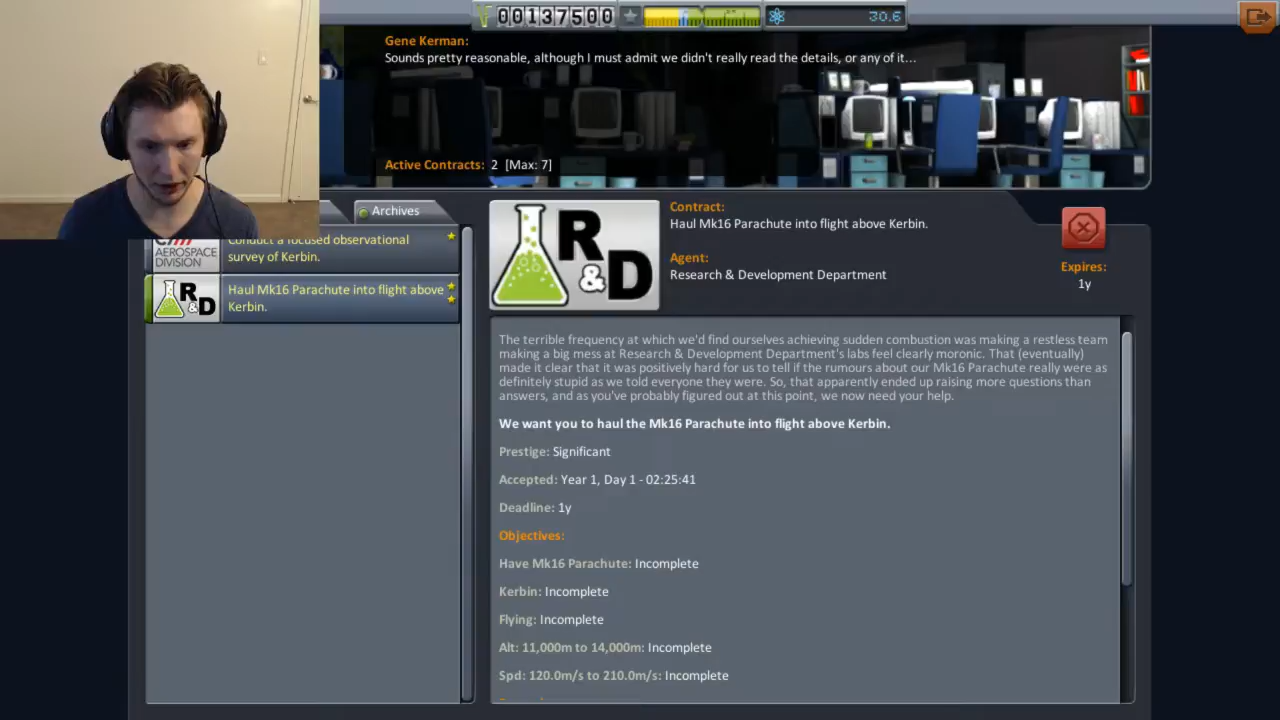 00137500
30.6
Gene Kerman:
Sounds pretty reasonable, although I must admit we didn't really read the details, or any of it...
Active Contracts: 2 [Max: 7]
Archives
Conduct a focused observational
survey of Kerbin.
AEROSPACE
DIVISION
R
&D
Haul Mk16 Parachute into flight above
Kerbin.
R
&D
Contract:
Haul Mk16 Parachute into flight above Kerbin.
Agent:
Research & Development Department
Expires:
1y
The terrible frequency at which we'd find ourselves achieving sudden combustion was making a restless team
making a big mess at Research & Development Department's labs feel clearly moronic. That (eventually)
made it clear that it was positively hard for us to tell if the rumours about our Mk16 Parachute really were as
definitely stupid as we told everyone they were. So, that apparently ended up raising more questions than
answers, and as you've probably figured out at this point, we now need your help.
We want you to haul the Mk16 Parachute into flight above Kerbin.
Prestige: Significant
Accepted: Year 1, Day 1 - 02:25:41
Deadline: 1y
Objectives:
Have Mk16 Parachute: Incomplete
Kerbin: Incomplete
Flying: Incomplete
Alt: 11,000m to 14,000m: Incomplete
Spd: 120.0m/s to 210.0m/s: Incomplete